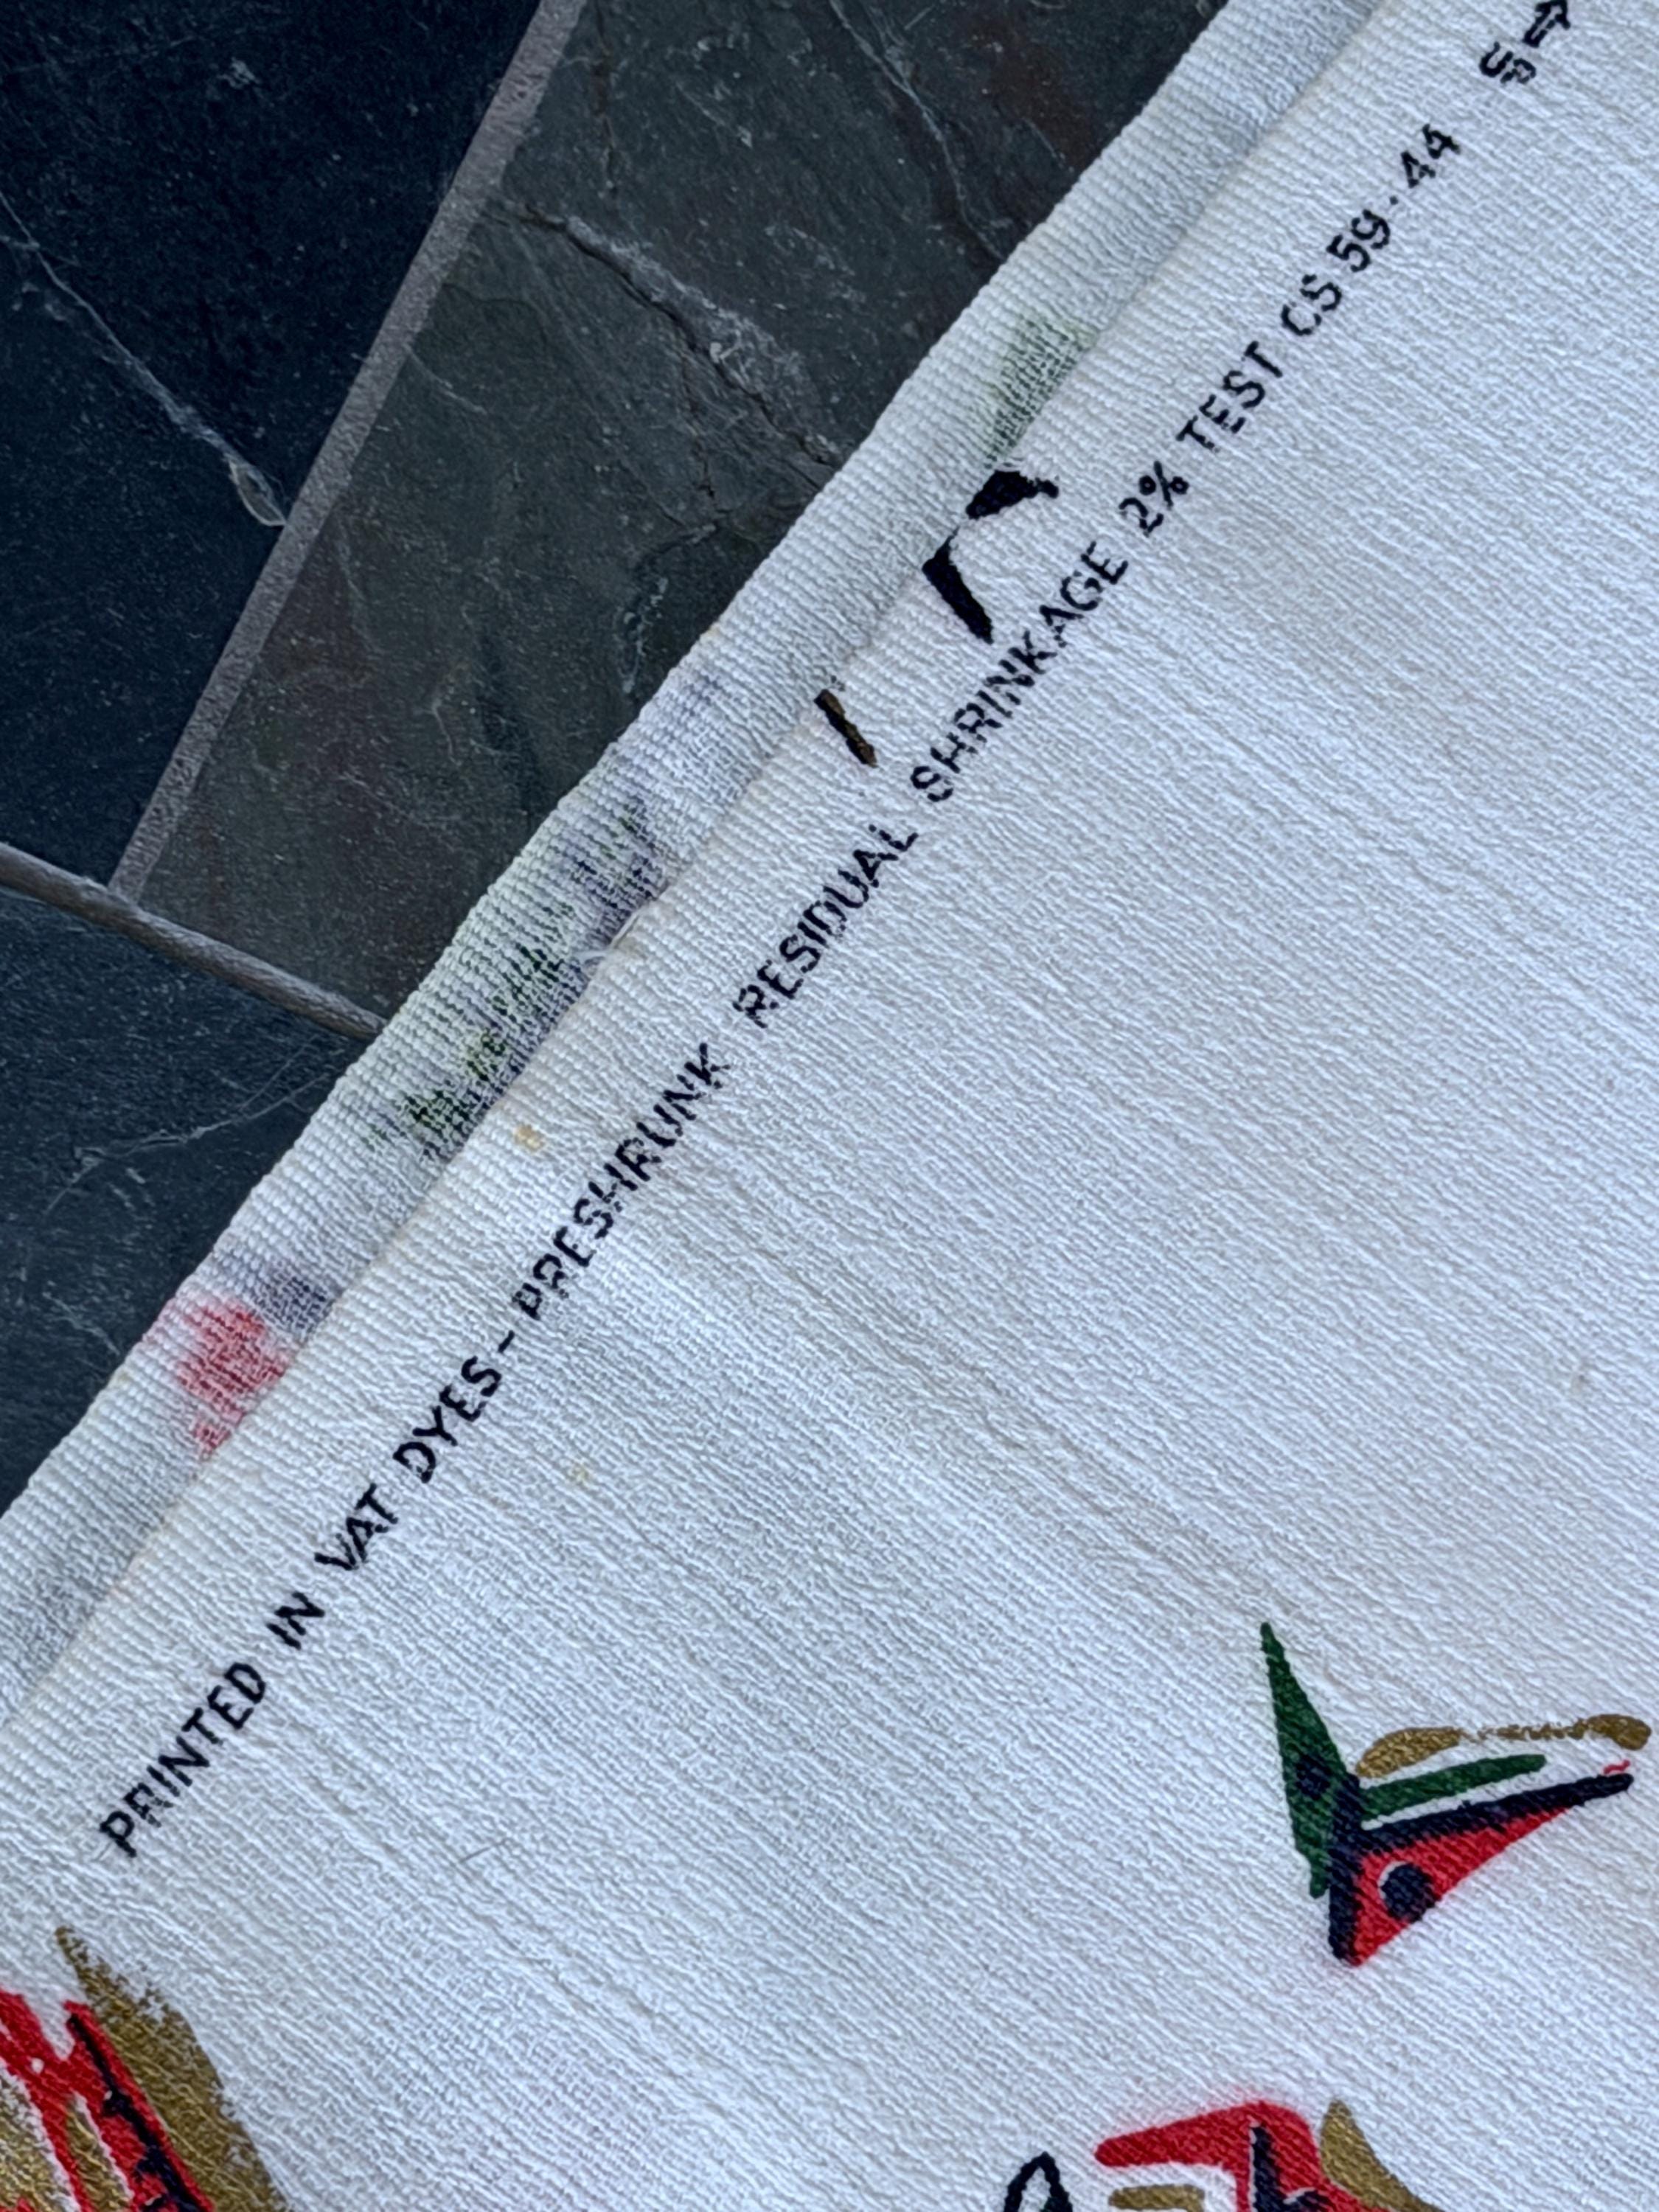 PRINTED IN VAT DYES - PRESHRUNK RESIDUAL SHRINKAGE 2% TEST CS 59-44